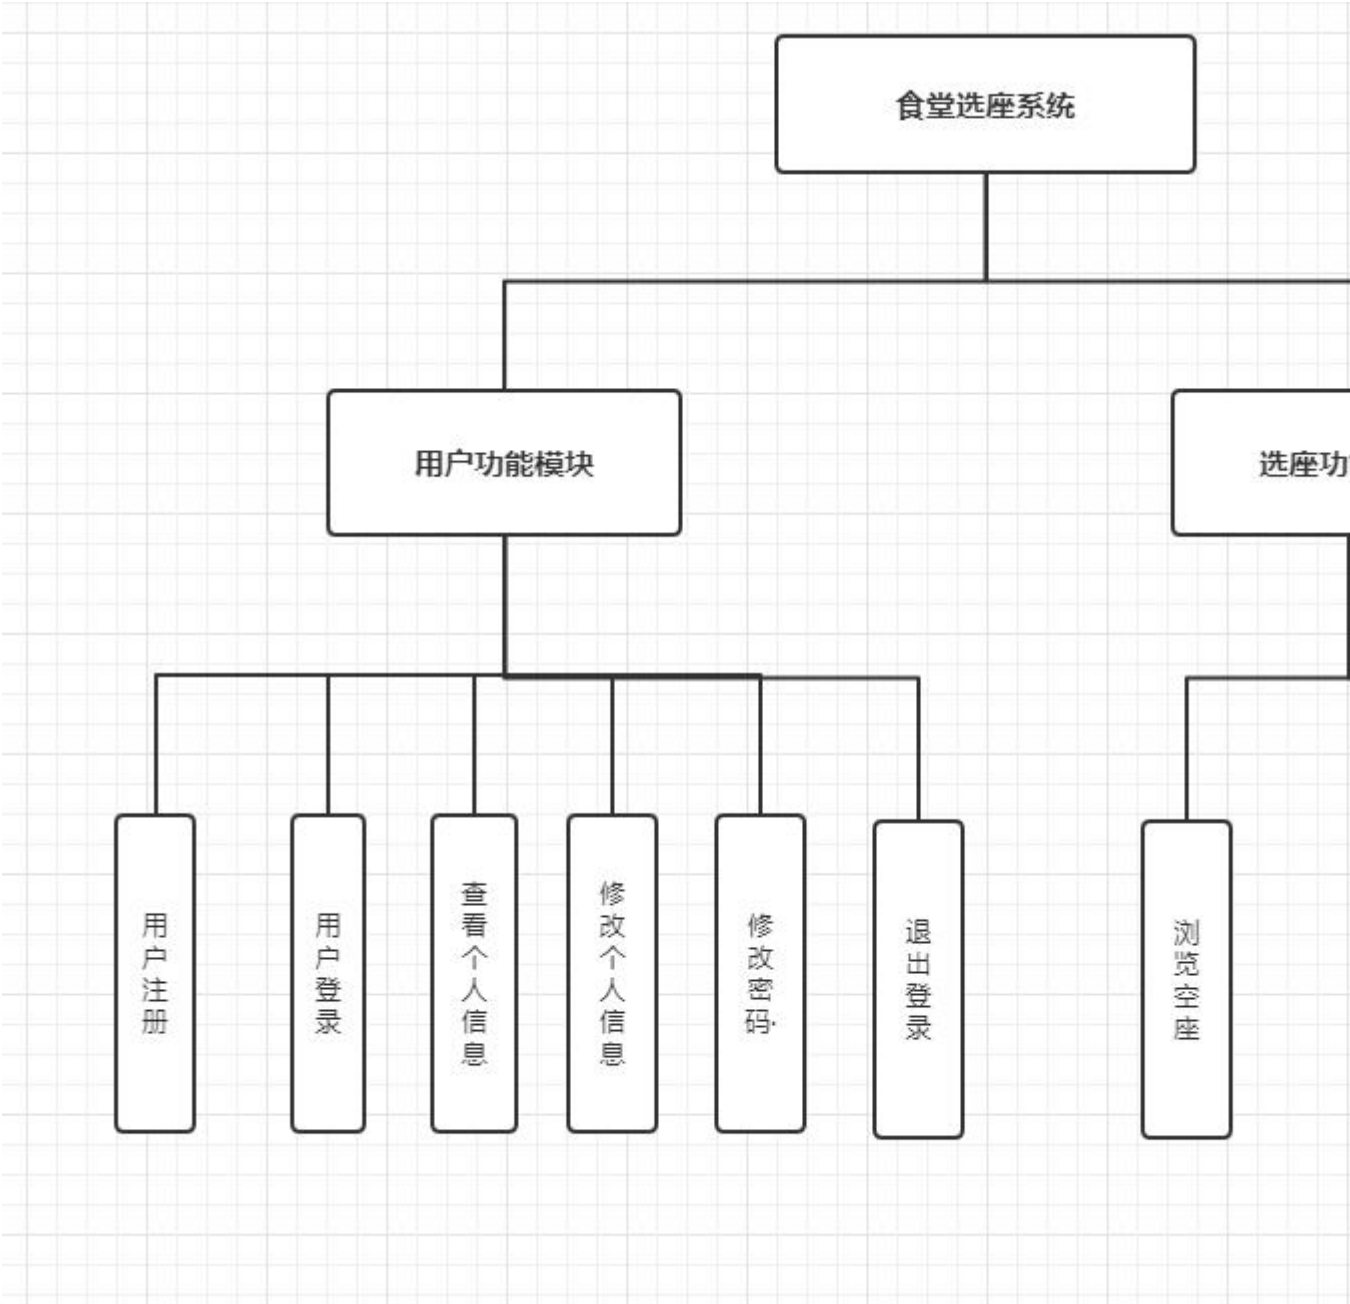 食堂选座系统
用户功能模块
选座功
用户注册
用户登录
查看个人信息
修改个人信息
修改密码·
退出登录
浏览空座